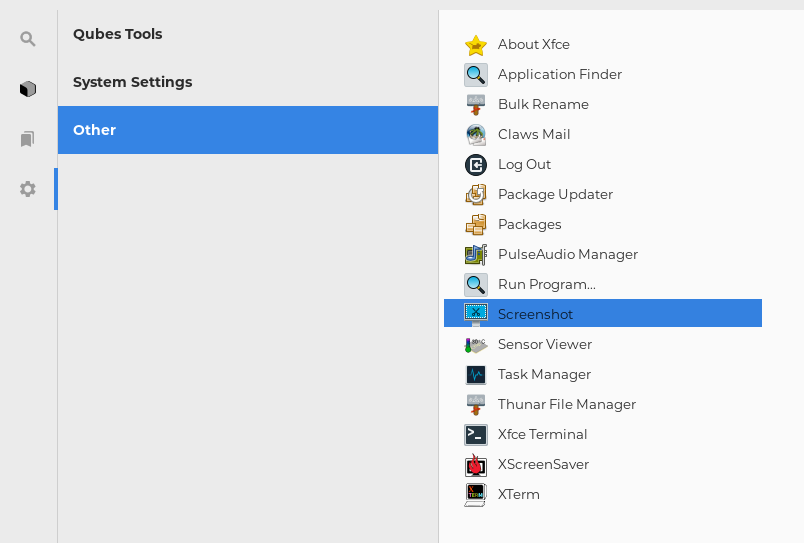 Qubes Tools
System Settings
Other
About Xfce
Application Finder
Bulk Rename
Claws Mail
Log Out
Package Updater
Packages
PulseAudio Manager
Run Program...
Screenshot
Sensor Viewer
Task Manager
Thunar File Manager
Xfce Terminal
XScreenSaver
XTerm